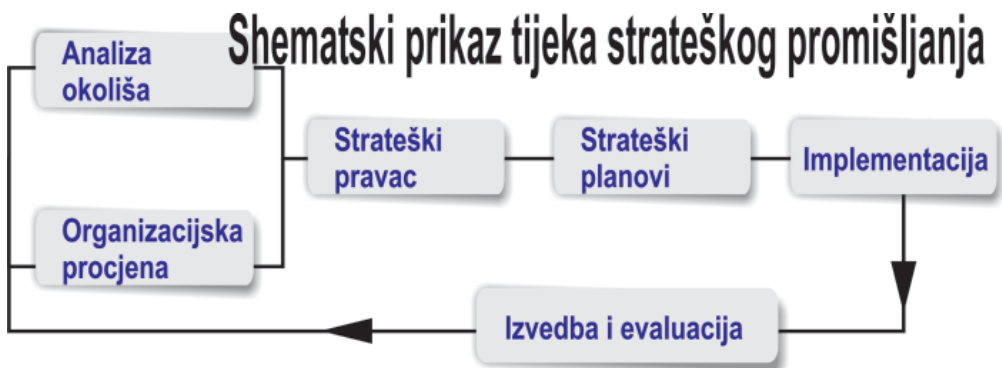 Shematski prikaz tijeka strateškog promišljanja
Analiza
okoliša
Organizacijska
procjena
Strateški
pravac
Strateški
planovi
Implementacija
Izvedba i evaluacija